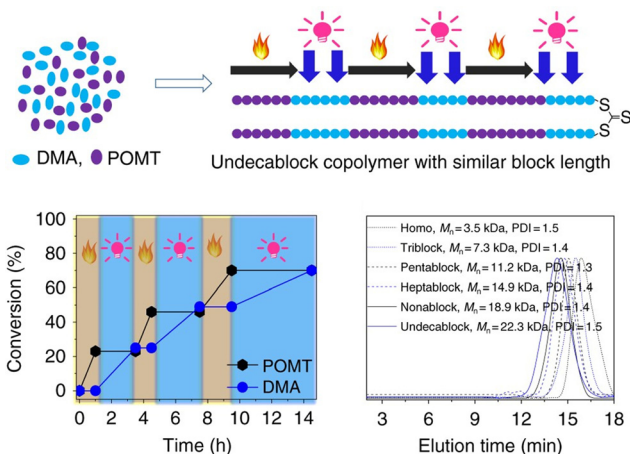 S
S
S
DMA, POMT
Undecablock copolymer with similar block length
100
80
60
40
20
0
Conversion (%)
POMT
DMA
0 2 4 6 8 10 12 14
Time (h)
Homo, Mn = 3.5 kDa, PDI = 1.5
Triblock, Mn = 7.3 kDa, PDI = 1.4
Pentablock, Mn = 11.2 kDa, PDI = 1.3
Heptablock, Mn = 14.9 kDa, PDI = 1.4
Nonablock, Mn = 18.9 kDa, PDI = 1.4
Undecablock, Mn = 22.3 kDa, PDI = 1.5
3 6 9 12 15 18
Elution time (min)